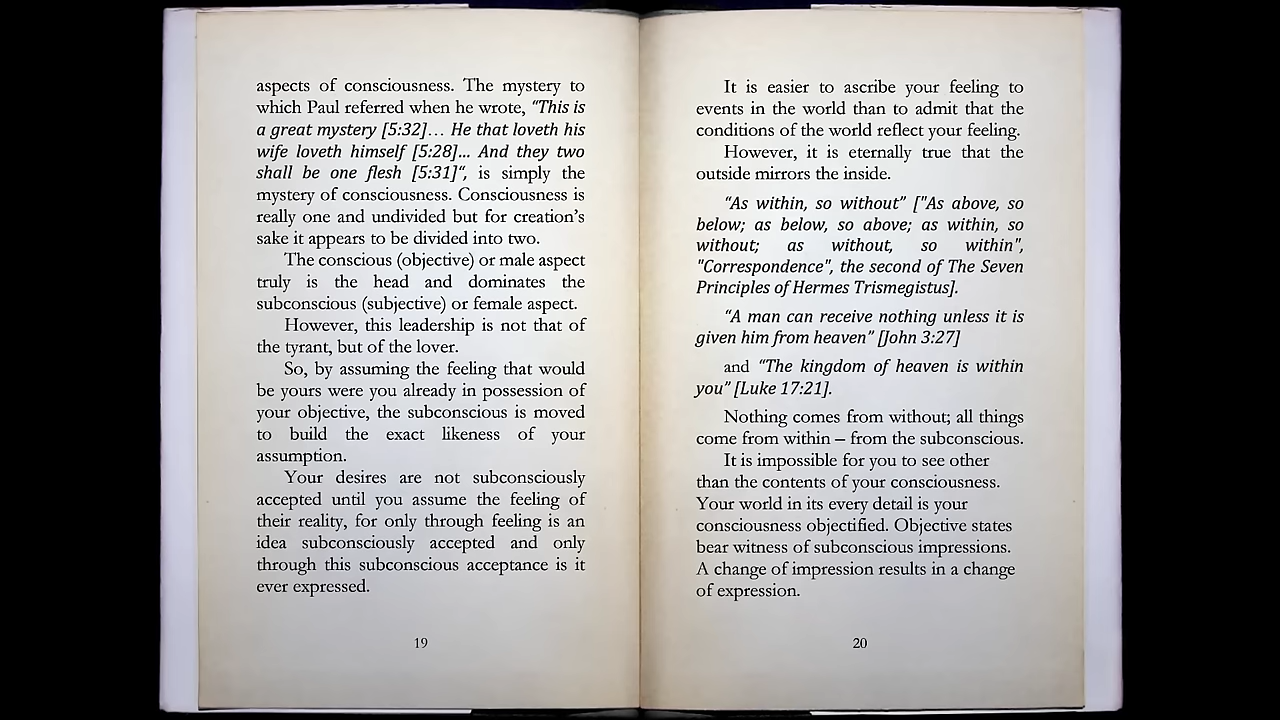 aspects of consciousness. The mystery to
which Paul referred when he wrote, “This is
a great mystery [5:32]… He that loveth his
wife loveth himself [5:28]... And they two
shall be one flesh [5:31]“, is simply the
mystery of consciousness. Consciousness is
really one and undivided but for creation’s
sake it appears to be divided into two.
The conscious (objective) or male aspect
truly is the head and dominates the
subconscious (subjective) or female aspect.
However, this leadership is not that of
the tyrant, but of the lover.
So, by assuming the feeling that would
be yours were you already in possession of
your objective, the subconscious is moved
to build the exact likeness of your
assumption.
Your desires are not subconsciously
accepted until you assume the feeling of
their reality, for only through feeling is an
idea subconsciously accepted and only
through this subconscious acceptance is it
ever expressed.
19
It is easier to ascribe your feeling to
events in the world than to admit that the
conditions of the world reflect your feeling.
However, it is eternally true that the
outside mirrors the inside.
“As within, so without” ["As above, so
below; as below, so above; as within, so
without; as without, so within",
"Correspondence", the second of The Seven
Principles of Hermes Trismegistus].
“A man can receive nothing unless it is
given him from heaven” [John 3:27]
and “The kingdom of heaven is within
you” [Luke 17:21].
Nothing comes from without; all things
come from within – from the subconscious.
It is impossible for you to see other
than the contents of your consciousness.
Your world in its every detail is your
consciousness objectified. Objective states
bear witness of subconscious impressions.
A change of impression results in a change
of expression.
20